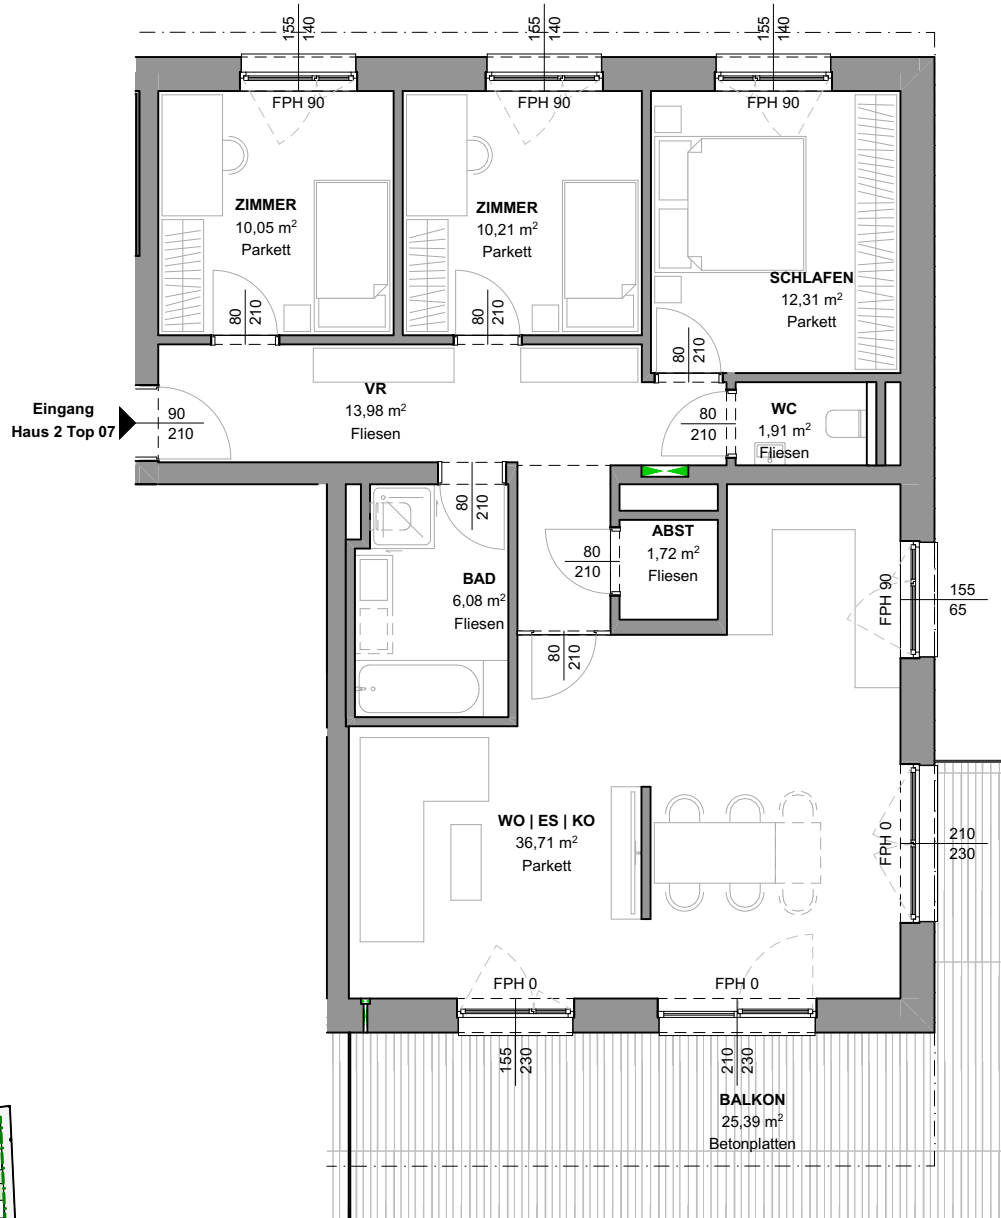 155
140
155
140
155
140
FPH 90
FPH 90
FPH 90
ZIMMER
10,05 m²
Parkett
ZIMMER
10,21 m²
Parkett
SCHLAFEN
12,31 m²
Parkett
80
210
80
210
80
210
Eingang
Haus 2 Top 07
90
210
VR
13,98 m²
Fliesen
80
210
WC
1,91 m²
Fliesen
80
210
BAD
6,08 m²
Fliesen
80
210
ABST
1,72 m²
Fliesen
80
210
FPH 90
155
65
WO | ES | KO
36,71 m²
Parkett
FPH 0
210
230
FPH 0
FPH 0
155
230
210
230
BALKON
25,39 m²
Betonplatten